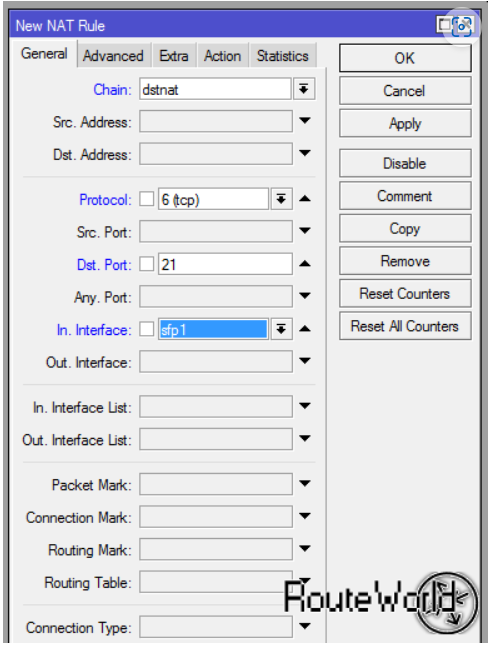 New NAT Rule
General Advanced Extra Action Statistics
OK
Chain: dstnat
Cancel
Src. Address:
Apply
Dst. Address:
Disable
Protocol: 6 (tcp)
Comment
Src. Port:
Copy
Dst. Port: 21
Remove
Any. Port:
Reset Counters
In. Interface: sfp1
Reset All Counters
Out. Interface:
In. Interface List:
Out. Interface List:
Packet Mark:
Connection Mark:
Routing Mark:
Routing Table:
RouteWorld
Connection Type: